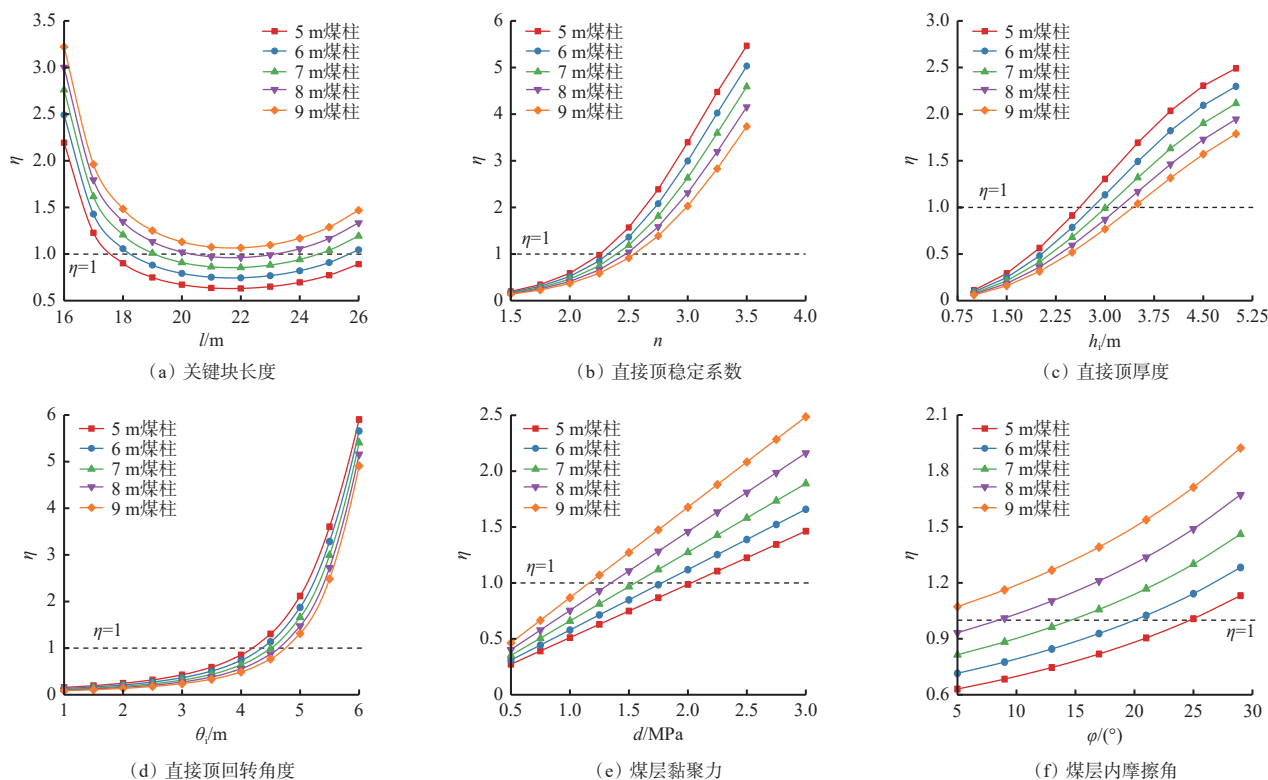 3.5
3.0
2.5
2.0
1.5
1.0
0.5
η
η=1
5 m煤柱
6 m煤柱
7 m煤柱
8 m煤柱
9 m煤柱
16 18 20 22 24 26
l/m
（a）关键块长度
6
5
4
3
2
1
0
η
η=1
5 m煤柱
6 m煤柱
7 m煤柱
8 m煤柱
9 m煤柱
1.5 2.0 2.5 3.0 3.5 4.0
n
（b）直接顶稳定系数
3.0
2.5
2.0
1.5
1.0
0.5
0
η
η=1
5 m煤柱
6 m煤柱
7 m煤柱
8 m煤柱
9 m煤柱
0.75 1.50 2.25 3.00 3.75 4.50 5.25
hᵢ/m
（c）直接顶厚度
6
5
4
3
2
1
0
η
η=1
5 m煤柱
6 m煤柱
7 m煤柱
8 m煤柱
9 m煤柱
1 2 3 4 5 6
θᵢ/m
（d）直接顶回转角度
2.5
2.0
1.5
1.0
0.5
0
η
η=1
5 m煤柱
6 m煤柱
7 m煤柱
8 m煤柱
9 m煤柱
0.5 1.0 1.5 2.0 2.5 3.0
d/MPa
（e）煤层黏聚力
2.1
1.8
1.5
1.2
0.9
0.6
η
η=1
5 m煤柱
6 m煤柱
7 m煤柱
8 m煤柱
9 m煤柱
5 10 15 20 25 30
φ/(°)
（f）煤层内摩擦角